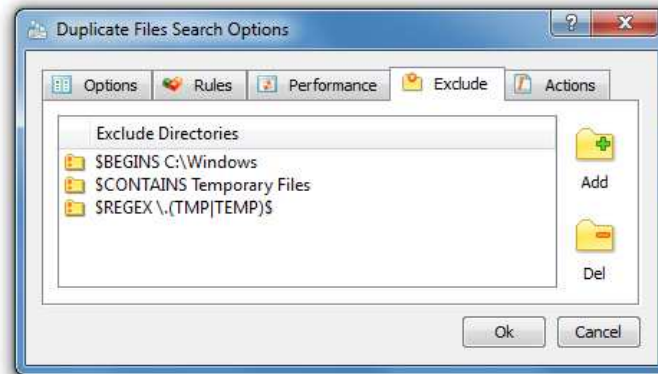 Duplicate Files Search Options
?
X
Options Rules Performance Exclude Actions
Exclude Directories
$BEGINS C:\Windows
$CONTAINS Temporary Files
$REGEX \.(TMP|TEMP)$
Add
Del
Ok Cancel